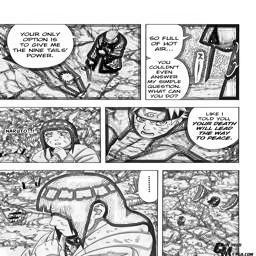 YOUR ONLY
OPTION IS
TO GIVE ME
THE NINE TAILS'
POWER.
SO FULL
OF HOT
AIR...
YOU
COULDN'T
EVEN
ANSWER MY
SIMPLE
QUESTION.
WHAT CAN
YOU DO?
LIKE I
TOLD YOU,
YOUR DEATH
WILL LEAD
THE WAY
TO PEACE.
NARUTO...